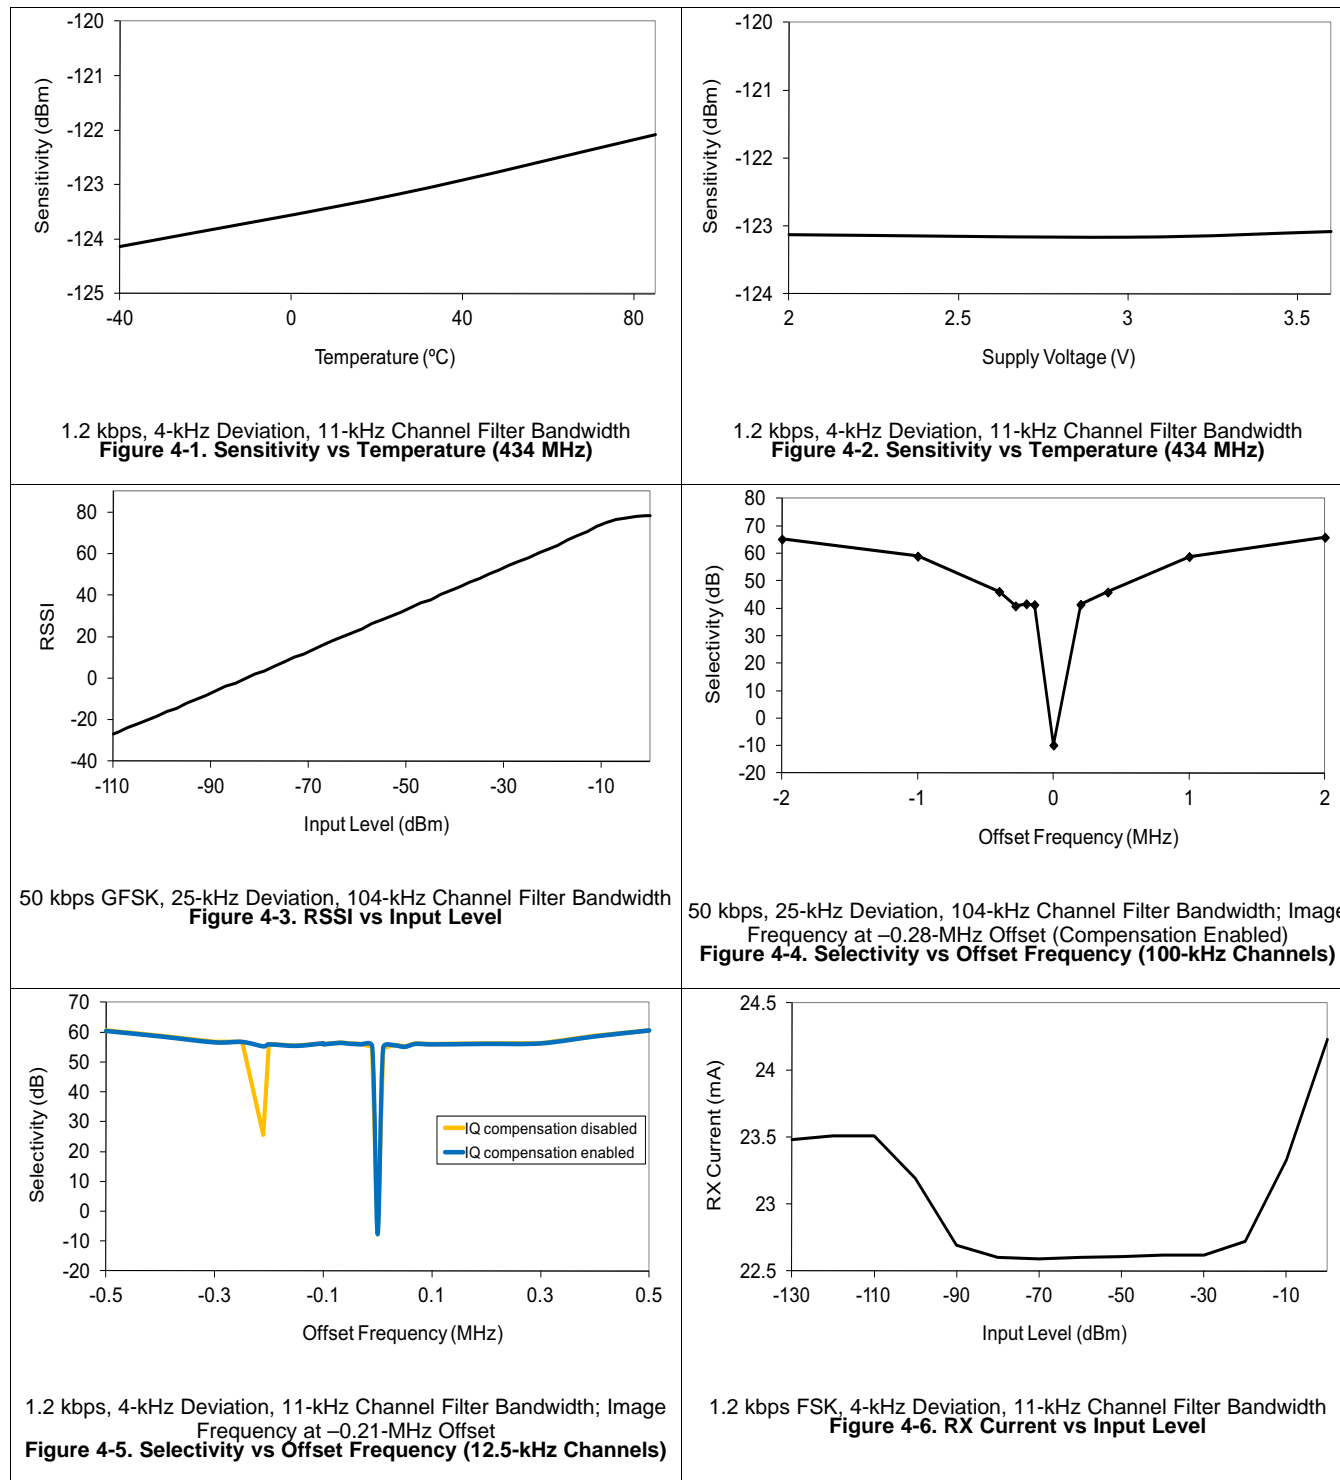 -120
-121
-122
-123
-124
-125
Sensitivity (dBm)
-40 0 40 80
Temperature (ºC)
1.2 kbps, 4-kHz Deviation, 11-kHz Channel Filter Bandwidth
Figure 4-1. Sensitivity vs Temperature (434 MHz)
-120
-121
-122
-123
-124
Sensitivity (dBm)
2 2.5 3 3.5
Supply Voltage (V)
1.2 kbps, 4-kHz Deviation, 11-kHz Channel Filter Bandwidth
Figure 4-2. Sensitivity vs Temperature (434 MHz)
80
60
40
20
0
-20
-40
RSSI
-110 -90 -70 -50 -30 -10
Input Level (dBm)
50 kbps GFSK, 25-kHz Deviation, 104-kHz Channel Filter Bandwidth
Figure 4-3. RSSI vs Input Level
80
70
60
50
40
30
20
10
0
-10
-20
Selectivity (dB)
-2 -1 0 1 2
Offset Frequency (MHz)
50 kbps, 25-kHz Deviation, 104-kHz Channel Filter Bandwidth; Image
Frequency at –0.28-MHz Offset (Compensation Enabled)
Figure 4-4. Selectivity vs Offset Frequency (100-kHz Channels)
70
60
50
40
30
20
10
0
-10
-20
Selectivity (dB)
IQ compensation disabled
IQ compensation enabled
-0.5 -0.3 -0.1 0.1 0.3 0.5
Offset Frequency (MHz)
1.2 kbps, 4-kHz Deviation, 11-kHz Channel Filter Bandwidth; Image
Frequency at –0.21-MHz Offset
Figure 4-5. Selectivity vs Offset Frequency (12.5-kHz Channels)
24.5
24
23.5
23
22.5
RX Current (mA)
-130 -110 -90 -70 -50 -30 -10
Input Level (dBm)
1.2 kbps FSK, 4-kHz Deviation, 11-kHz Channel Filter Bandwidth
Figure 4-6. RX Current vs Input Level